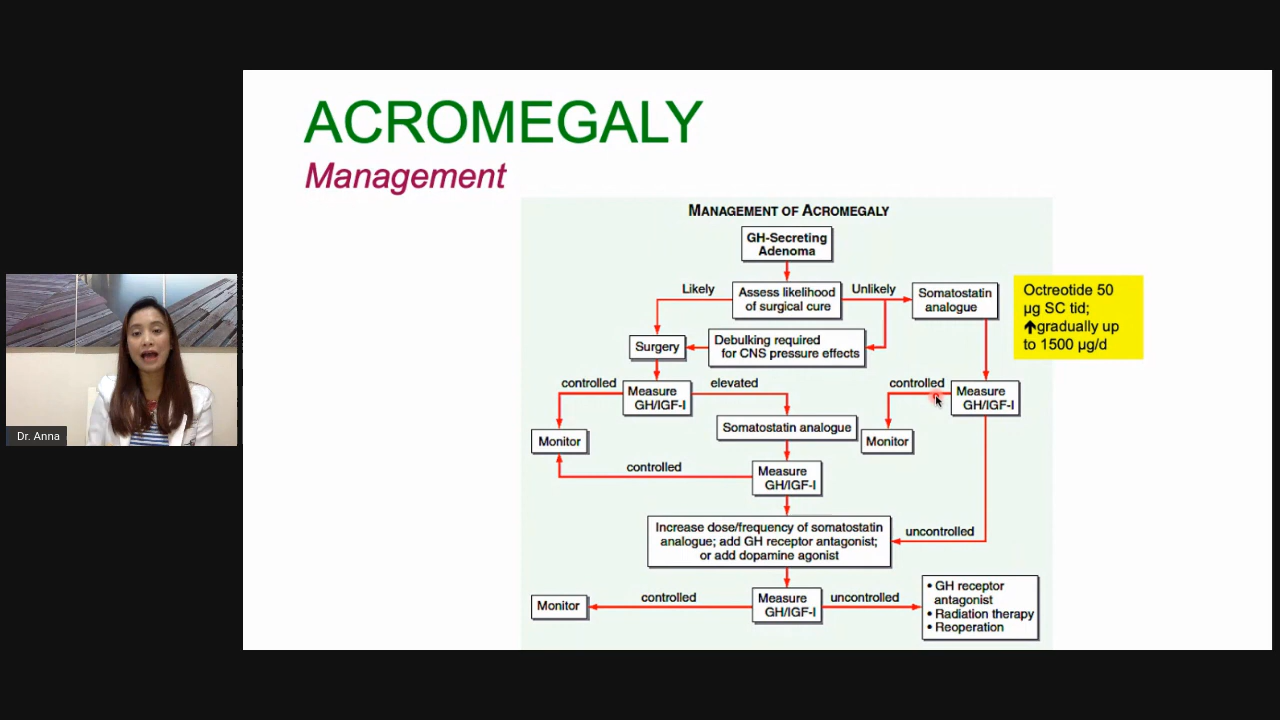 ACROMEGALY
Management
MANAGEMENT OF ACROMEGALY
GH-Secreting
Adenoma
Likely
Assess likelihood
of surgical cure
Unlikely
Somatostatin
analogue
Octreotide 50
µg SC tid;
⬆gradually up
to 1500 µg/d
Surgery
Debulking required
for CNS pressure effects
controlled
Measure
GH/IGF-I
elevated
controlled
Measure
GH/IGF-I
Monitor
Somatostatin analogue
Monitor
controlled
Measure
GH/IGF-I
Increase dose/frequency of somatostatin
analogue; add GH receptor antagonist;
or add dopamine agonist
uncontrolled
Monitor
controlled
Measure
GH/IGF-I
uncontrolled
• GH receptor
antagonist
• Radiation therapy
• Reoperation
Dr. Anna